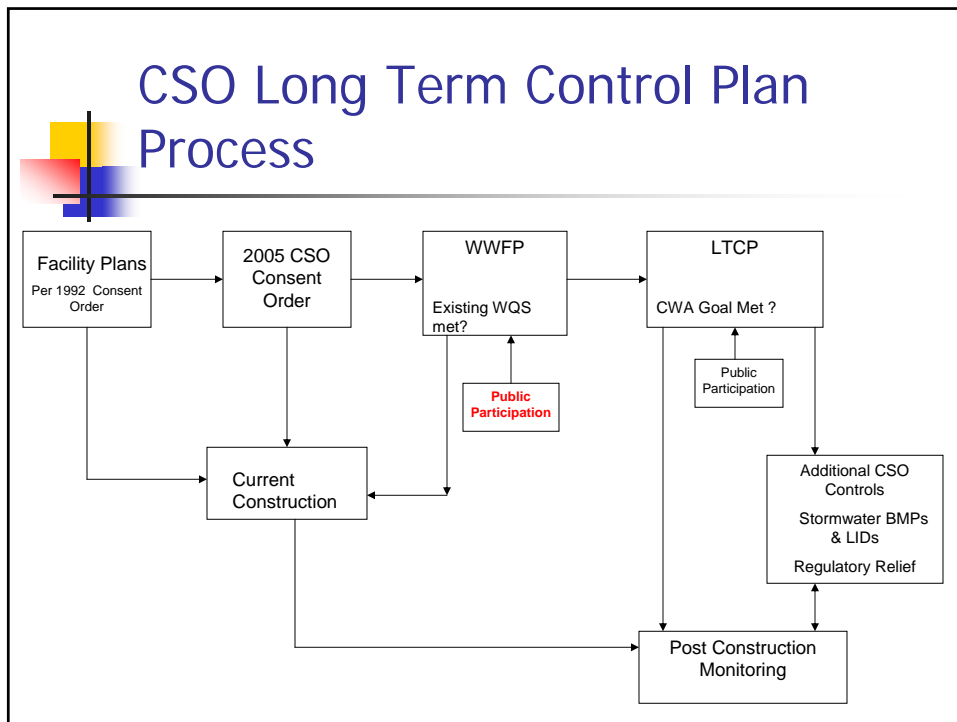 CSO Long Term Control Plan
Process
Facility Plans
Per 1992 Consent
Order
2005 CSO
Consent
Order
WWFP
Existing WQS
met?
LTCP
CWA Goal Met ?
Public
Participation
Public
Participation
Current
Construction
Additional CSO
Controls
Stormwater BMPs
& LIDs
Regulatory Relief
Post Construction
Monitoring